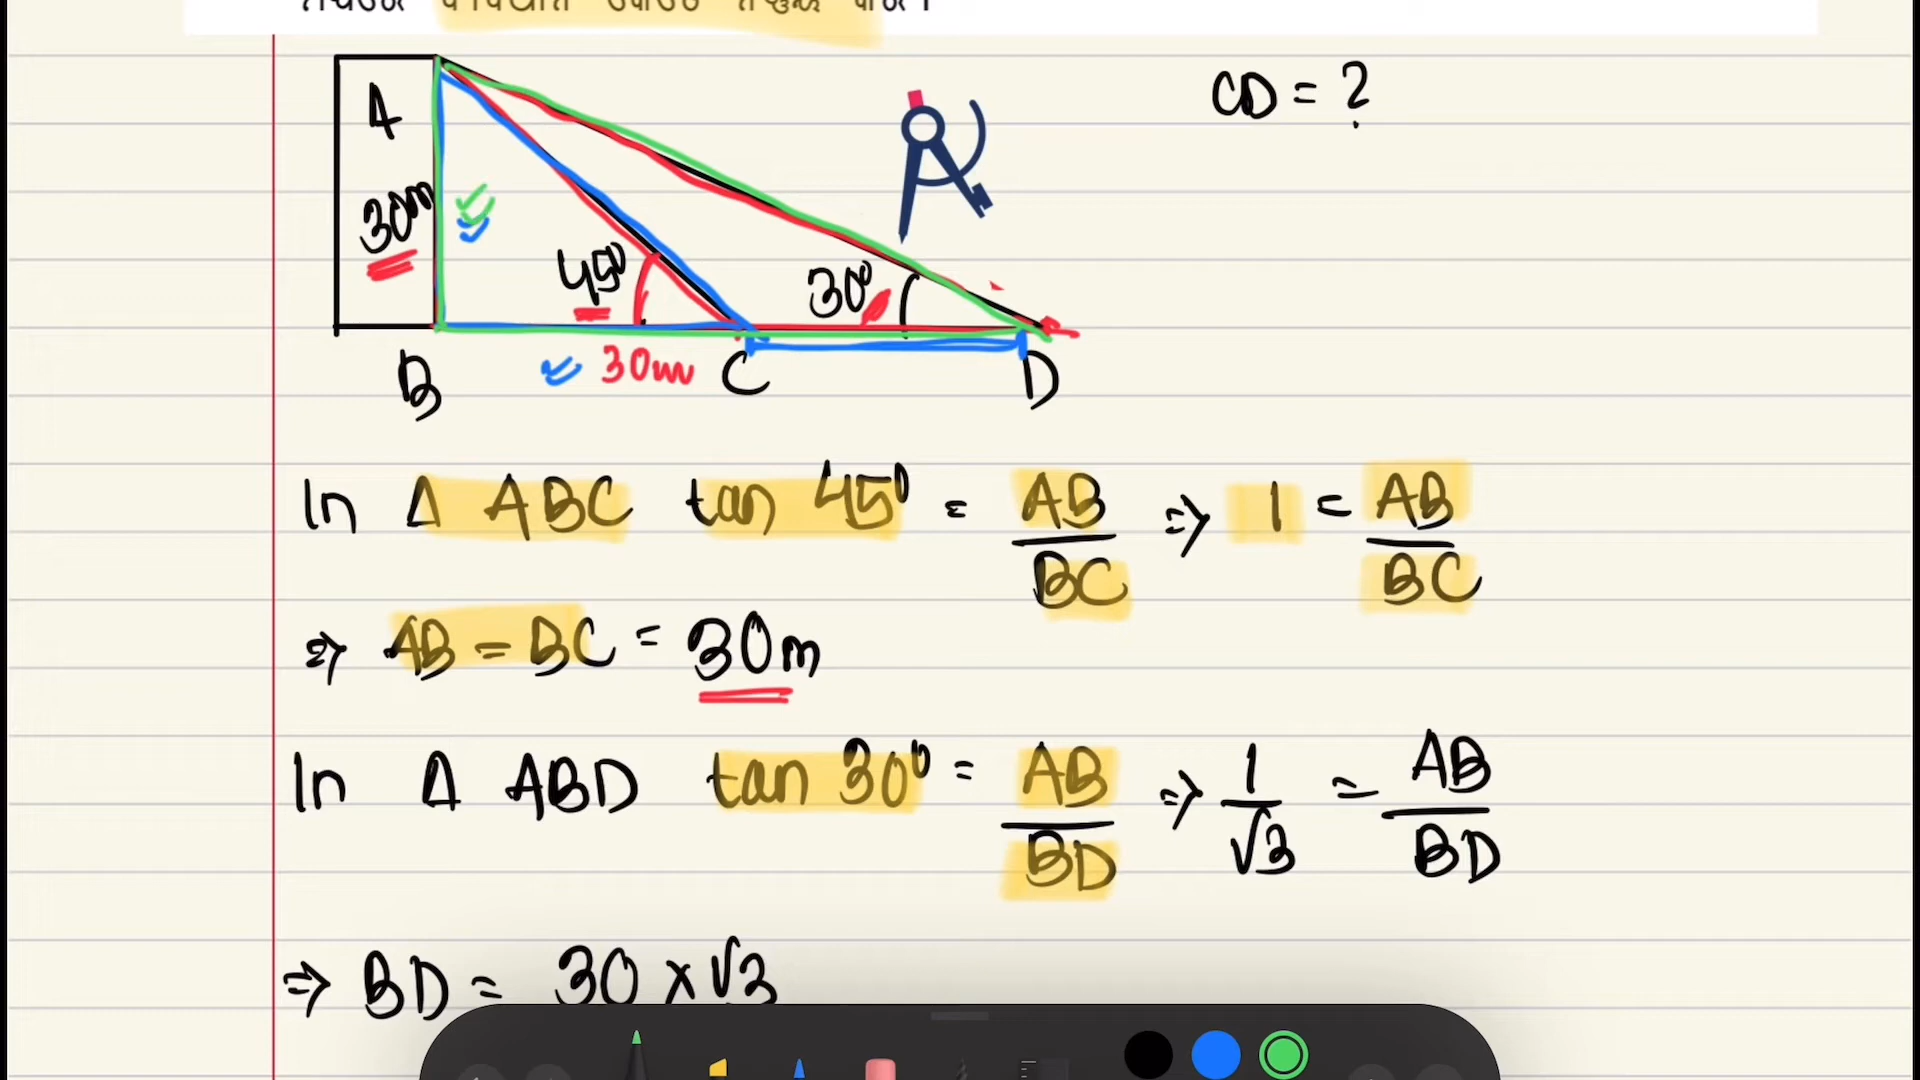 CD = ?
A
30m
45°
30°
30m
B
C
D
In Δ ABC tan 45° = AB/BC => 1 = AB/BC
=> AB = BC = 30m
In Δ ABD tan 30° = AB/BD => 1/√3 = AB/BD
=> BD = 30 x √3